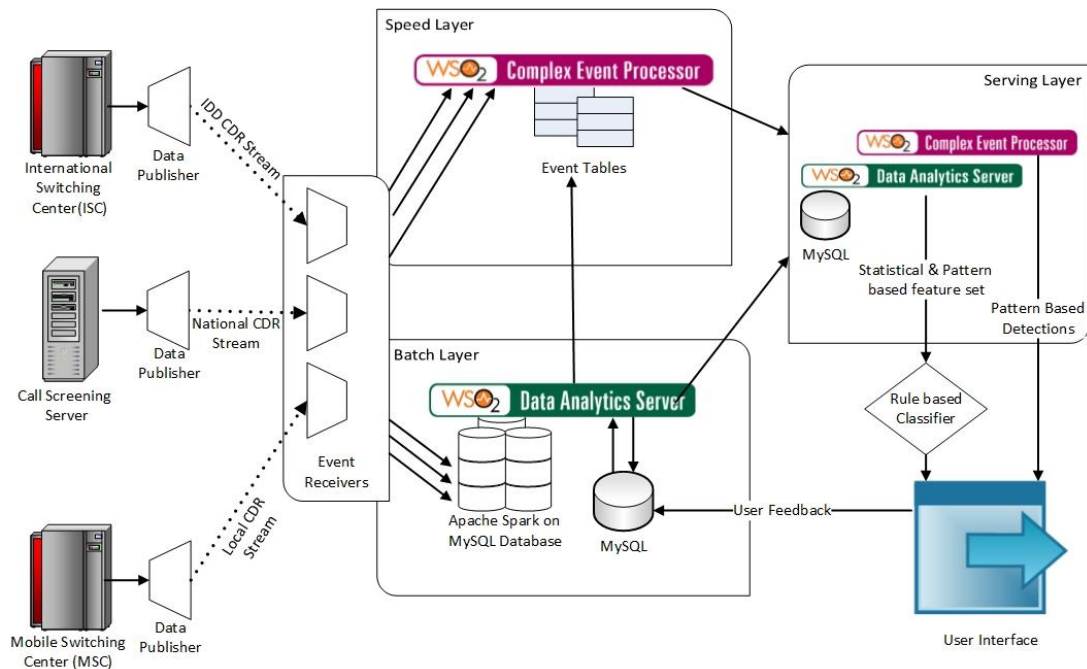 Speed Layer
WSO2 Complex Event Processor
Event Tables
International
Switching
Center(ISC)
Data
Publisher
IDD CDR Stream
Call Screening
Server
Data
Publisher
National CDR
Stream
Mobile Switching
Center (MSC)
Data
Publisher
Local CDR
Stream
Event
Receivers
Batch Layer
WSO2 Data Analytics Server
Apache Spark on
MySQL Database
MySQL
Serving Layer
WSO2 Complex Event Processor
WSO2 Data Analytics Server
MySQL
Statistical & Pattern
based feature set
Pattern Based
Detections
Rule based
Classifier
User Feedback
User Interface